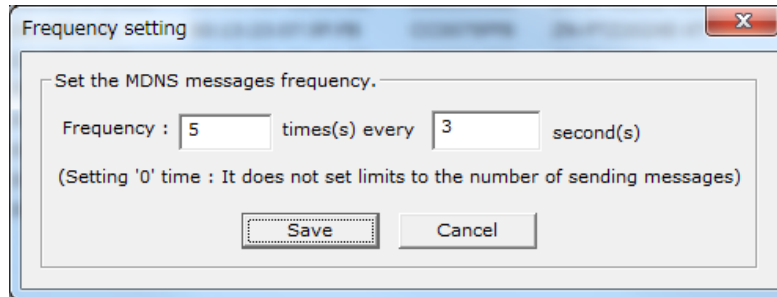 Frequency setting
Set the MDNS messages frequency.
Frequency : 5 times(s) every 3 second(s)
(Setting '0' time : It does not set limits to the number of sending messages)
Save Cancel